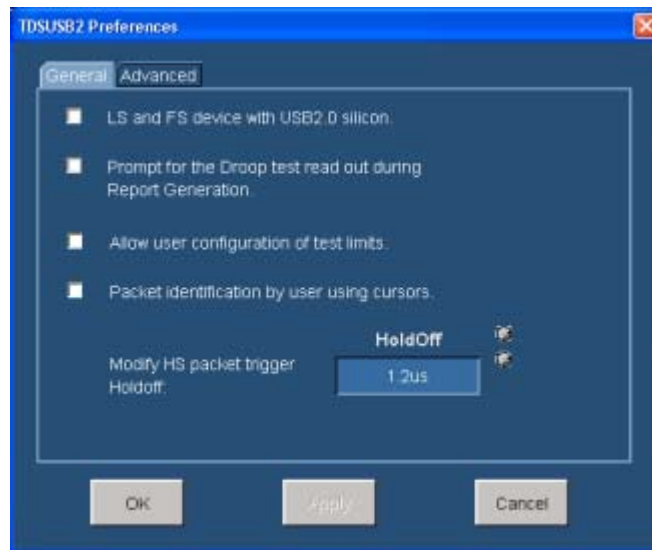 TDSUSB2 Preferences
General Advanced
LS and FS device with USB2.0 silicon.
Prompt for the Droop test read out during
Report Generation.
Allow user configuration of test limits.
Packet identification by user using cursors.
HoldOff
Modify HS packet trigger
Holdoff:
1.2us
OK Apply Cancel